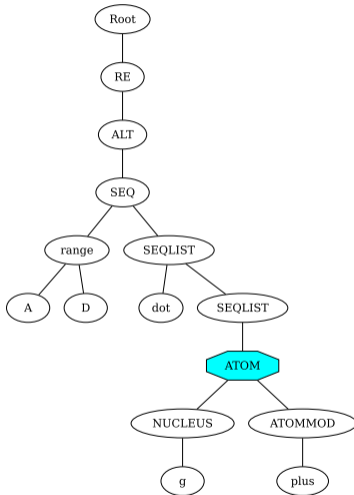 Root
RE
ALT
SEQ
range SEQLIST
A D dot SEQLIST
ATOM
NUCLEUS ATOMMOD
g plus